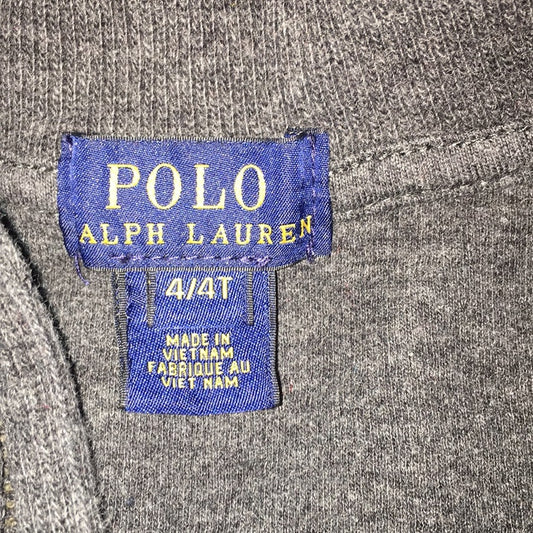 POLO
ALPH LAUREN
4/4T
MADE IN
VIETNAM
FABRIQUE AU
VIET NAM